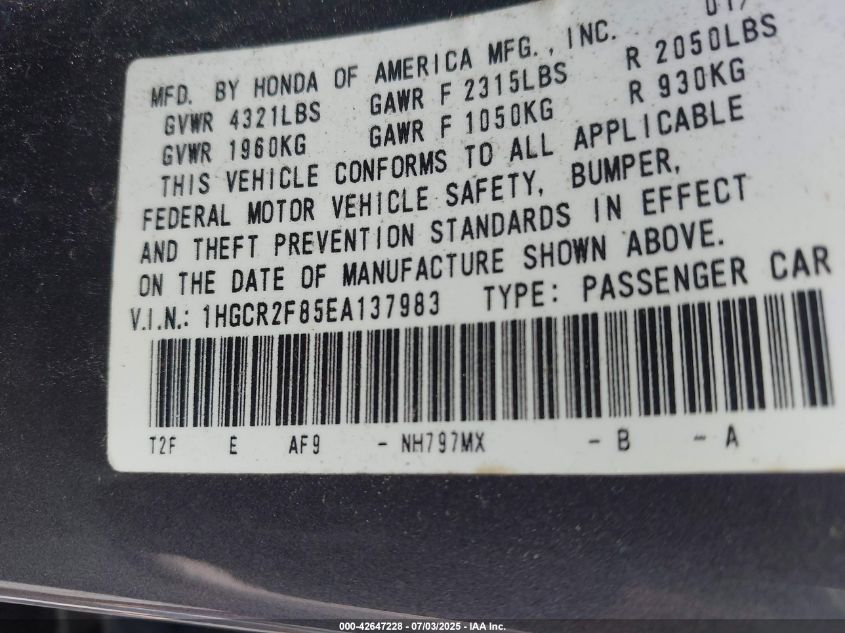 MFD. BY HONDA OF AMERICA MFG., INC.
GVWR 4321LBS GAWR F 2315LBS R 2050LBS
GVWR 1960KG GAWR F 1050KG R 930KG
THIS VEHICLE CONFORMS TO ALL APPLICABLE
FEDERAL MOTOR VEHICLE SAFETY, BUMPER,
AND THEFT PREVENTION STANDARDS IN EFFECT
ON THE DATE OF MANUFACTURE SHOWN ABOVE.
V.I.N.: 1HGCR2F85EA137983 TYPE: PASSENGER CAR
T2F E AF9 - NH797MX - B - A
000-42647228 - 07/03/2025 - IAA Inc.